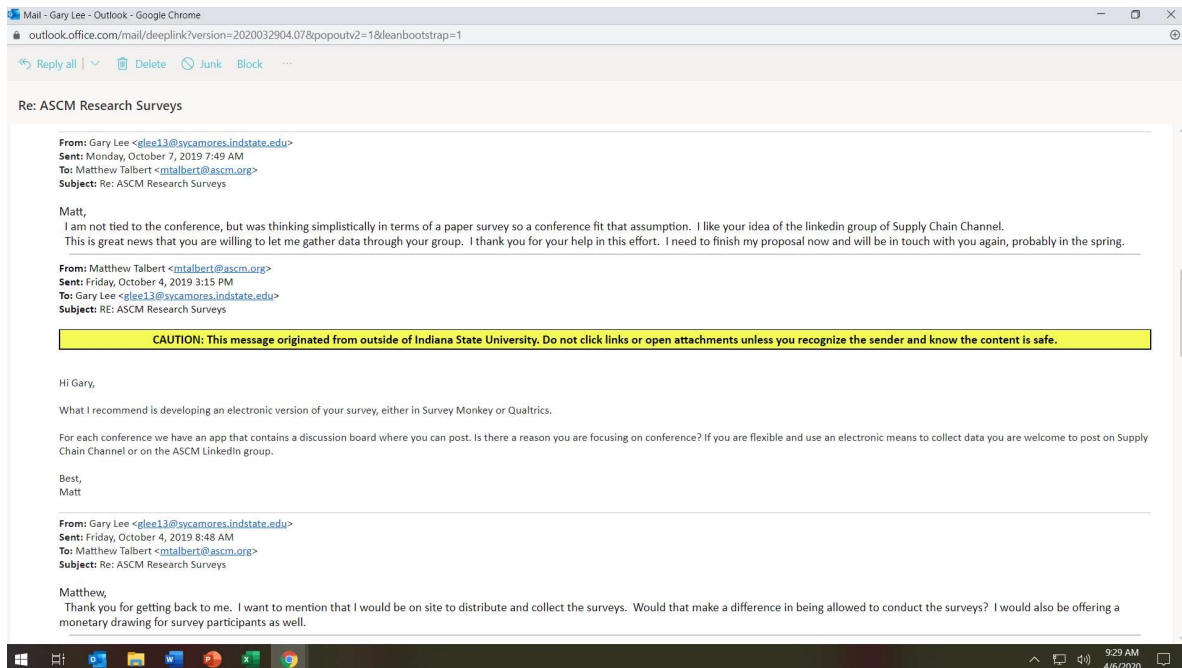 Mail - Gary Lee - Outlook - Google Chrome
outlook.office.com/mail/deeplink?version=2020032904.07&popoutv2=1&leanbootstrap=1
Reply all | Delete Junk Block ...
Re: ASCM Research Surveys
From: Gary Lee <glee13@sycamores.indstate.edu>
Sent: Monday, October 7, 2019 7:49 AM
To: Matthew Talbert <mtalbert@ascm.org>
Subject: Re: ASCM Research Surveys
Matt,
I am not tied to the conference, but was thinking simplistically in terms of a paper survey so a conference fit that assumption. I like your idea of the linkedin group of Supply Chain Channel.
This is great news that you are willing to let me gather data through your group. I thank you for your help in this effort. I need to finish my proposal now and will be in touch with you again, probably in the spring.
From: Matthew Talbert <mtalbert@ascm.org>
Sent: Friday, October 4, 2019 3:15 PM
To: Gary Lee <glee13@sycamores.indstate.edu>
Subject: RE: ASCM Research Surveys
CAUTION: This message originated from outside of Indiana State University. Do not click links or open attachments unless you recognize the sender and know the content is safe.
Hi Gary,
What I recommend is developing an electronic version of your survey, either in Survey Monkey or Qualtrics.
For each conference we have an app that contains a discussion board where you can post. Is there a reason you are focusing on conference? If you are flexible and use an electronic means to collect data you are welcome to post on Supply
Chain Channel or on the ASCM LinkedIn group.
Best,
Matt
From: Gary Lee <glee13@sycamores.indstate.edu>
Sent: Friday, October 4, 2019 8:48 AM
To: Matthew Talbert <mtalbert@ascm.org>
Subject: Re: ASCM Research Surveys
Matthew,
Thank you for getting back to me. I want to mention that I would be on site to distribute and collect the surveys. Would that make a difference in being allowed to conduct the surveys? I would also be offering a
monetary drawing for survey participants as well.
9:29 AM
4/6/2020